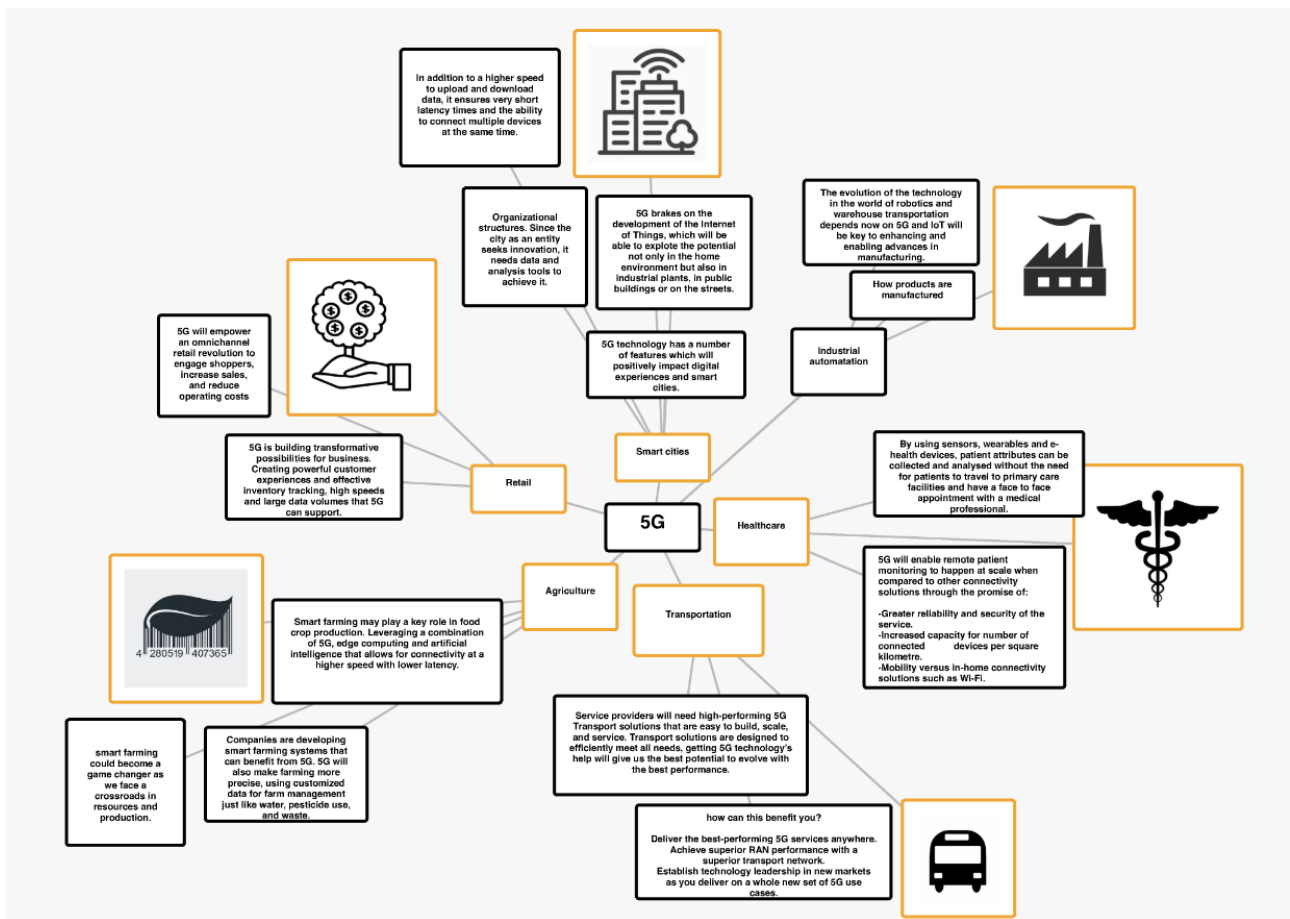 In addition to a higher speed
to upload and download
data, it ensures very short
latency times and the ability
to connect multiple devices
at the same time.
Organizational
structures. Since the
city as an entity
seeks innovation, it
needs data and
analysis tools to
achieve it.
5G brakes on the
development of the Internet
of Things, which will be
able to explote the potential
not only in the home
environment but also in
industrial plants, in public
buildings or on the streets.
5G technology has a number
of features which will
positively impact digital
experiences and smart
cities.
Smart cities
The evolution of the technology
in the world of robotics and
warehouse transportation
depends now on 5G and IoT will
be key to enhancing and
enabling advances in
manufacturing.
How products are
manufactured
Industrial
automatation
5G will empower
an omnichannel
retail revolution to
engage shoppers,
increase sales,
and reduce
operating costs
5G is building transformative
possibilities for business.
Creating powerful customer
experiences and effective
inventory tracking, high speeds
and large data volumes that 5G
can support.
Retail
5G
Healthcare
By using sensors, wearables and e-
health devices, patient attributes can be
collected and analysed without the need
for patients to travel to primary care
facilities and have a face to face
appointment with a medical
professional.
5G will enable remote patient
monitoring to happen at scale when
compared to other connectivity
solutions through the promise of:
-Greater reliability and security of the
service.
-Increased capacity for number of
connected devices per square
kilometre.
-Mobility versus in-home connectivity
solutions such as Wi-Fi.
Agriculture
Smart farming may play a key role in food
crop production. Leveraging a combination
of 5G, edge computing and artificial
intelligence that allows for connectivity at a
higher speed with lower latency.
4 280519 407365
smart farming
could become a
game changer as
we face a
crossroads in
resources and
production.
Companies are developing
smart farming systems that
can benefit from 5G. 5G will
also make farming more
precise, using customized
data for farm management
just like water, pesticide use,
and waste.
Transportation
Service providers will need high-performing 5G
Transport solutions that are easy to build, scale,
and service. Transport solutions are designed to
efficiently meet all needs, getting 5G technology's
help will give us the best potential to evolve with
the best performance.
how can this benefit you?
Deliver the best-performing 5G services anywhere.
Achieve superior RAN performance with a
superior transport network.
Establish technology leadership in new markets
as you deliver on a whole new set of 5G use
cases.